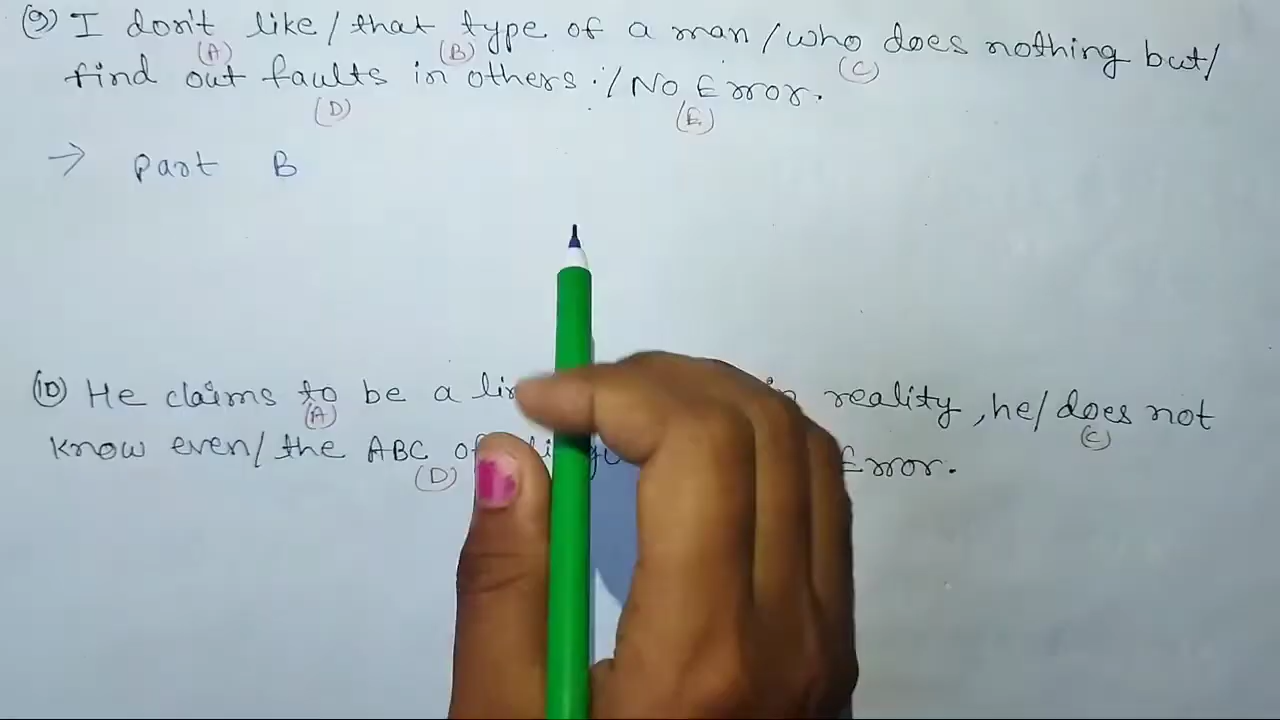 (9) I don't like / that type of a man / who does nothing but /
(A) (B) (C)
find out faults in others. / No Error.
(D) (E)
→ Part B
(10) He claims to be a reality, he / does not
(A) (C)
know even / the ABC of Error.
(D)